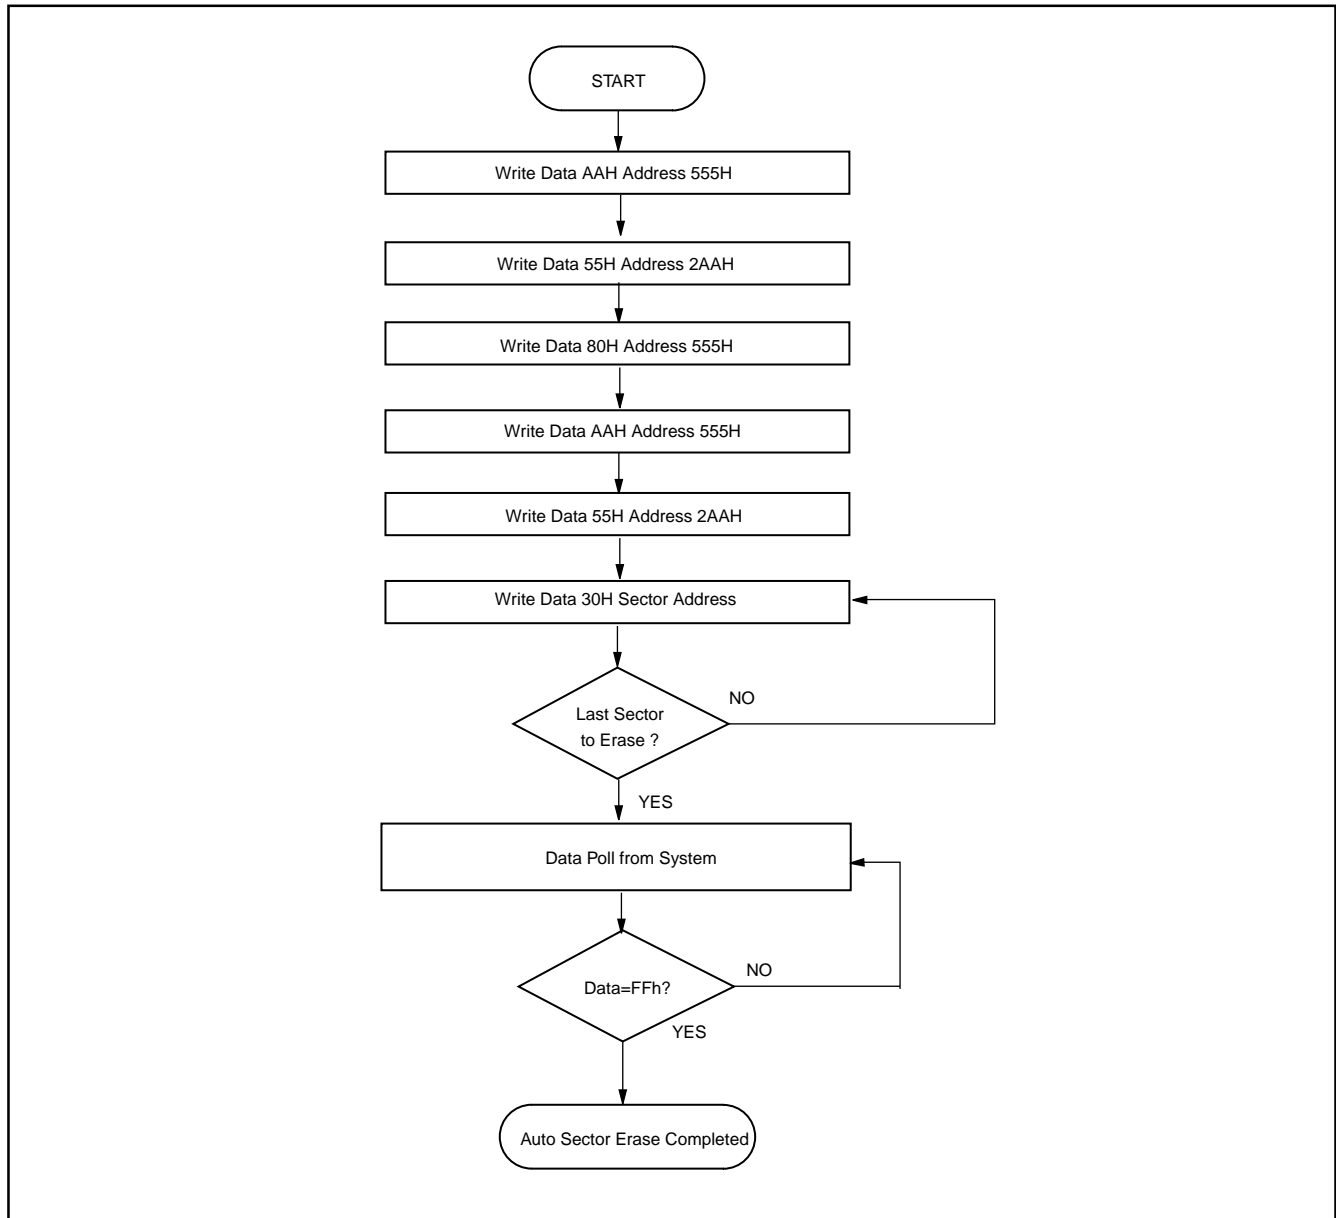 START
Write Data AAH Address 555H
Write Data 55H Address 2AAH
Write Data 80H Address 555H
Write Data AAH Address 555H
Write Data 55H Address 2AAH
Write Data 30H Sector Address
NO
Last Sector
to Erase ?
YES
Data Poll from System
NO
Data=FFh?
YES
Auto Sector Erase Completed